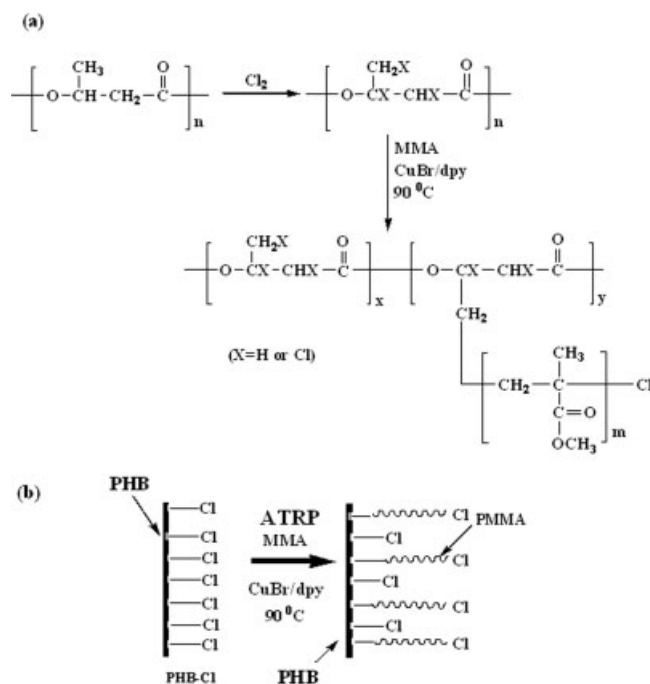 (a)
CH₃ O CH₂X O
[ O—CH—CH₂—C ]n Cl₂ [ O—CX—CHX—C ]n
MMA
CuBr/dpy
90 ⁰C
CH₂X O O
[ O—CX—CHX—C ]x [ O—CX—CHX—C ]y
CH₂
(X=H or Cl)
CH₃
[ CH₂—C ]m Cl
C=O
OCH₃
(b)
PHB
Cl ATRP Cl PMMA
Cl MMA Cl
Cl Cl
Cl CuBr/dpy Cl
Cl 90 ⁰C Cl
Cl Cl
Cl Cl
PHB-Cl PHB